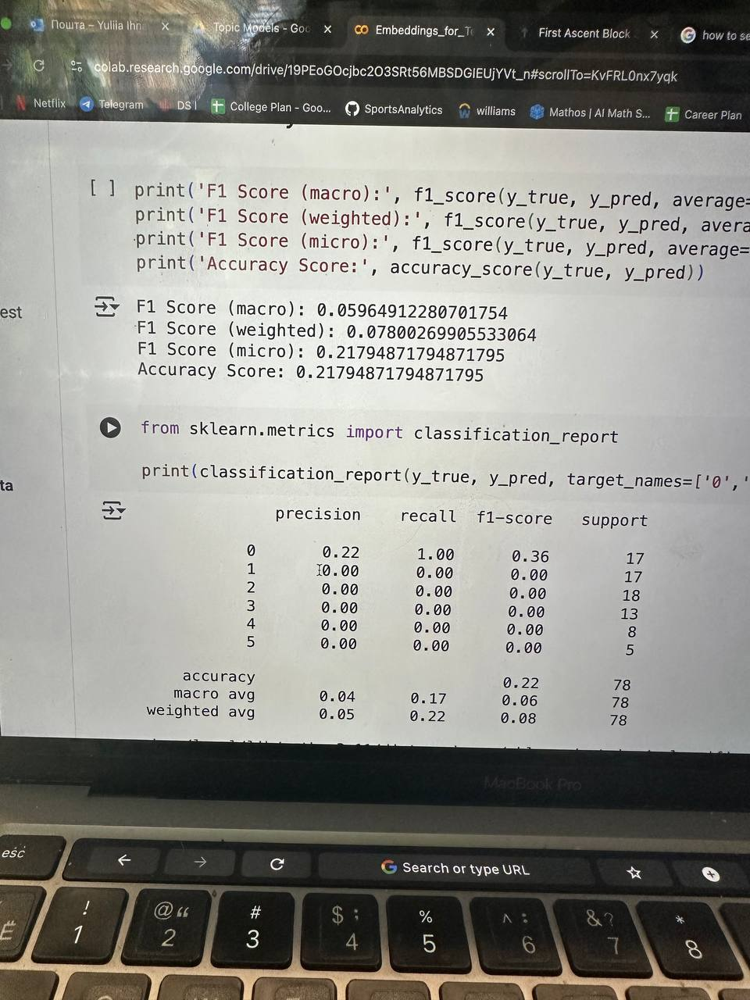 Пошта – Yuliia Ihn
Topic Models - Goo
Embeddings_for_Te
First Ascent Block
how to se
colab.research.google.com/drive/19PEoGOcjbc2O3SRt56MBSDGlEUjYVt_n#scrollTo=KvFRL0nx7yqk
Netflix
Telegram
DS |
College Plan - Goo...
SportsAnalytics
williams
Mathos | AI Math S...
Career Plan
[ ] print('F1 Score (macro):', f1_score(y_true, y_pred, average=
print('F1 Score (weighted):', f1_score(y_true, y_pred, avera
print('F1 Score (micro):', f1_score(y_true, y_pred, average=
print('Accuracy Score:', accuracy_score(y_true, y_pred))
est
F1 Score (macro): 0.05964912280701754
F1 Score (weighted): 0.07800269905533064
F1 Score (micro): 0.21794871794871795
Accuracy Score: 0.21794871794871795
from sklearn.metrics import classification_report
print(classification_report(y_true, y_pred, target_names=['0','
ta
precision recall f1-score support
0 0.22 1.00 0.36 17
1 0.00 0.00 0.00 17
2 0.00 0.00 0.00 18
3 0.00 0.00 0.00 13
4 0.00 0.00 0.00 8
5 0.00 0.00 0.00 5
accuracy 0.22 78
macro avg 0.04 0.17 0.06 78
weighted avg 0.05 0.22 0.08 78
MacBook Pro
esc
Search or type URL
! @ “ # $ ; % ^ : & ? *
Ë 1 2 3 4 5 6 7 8